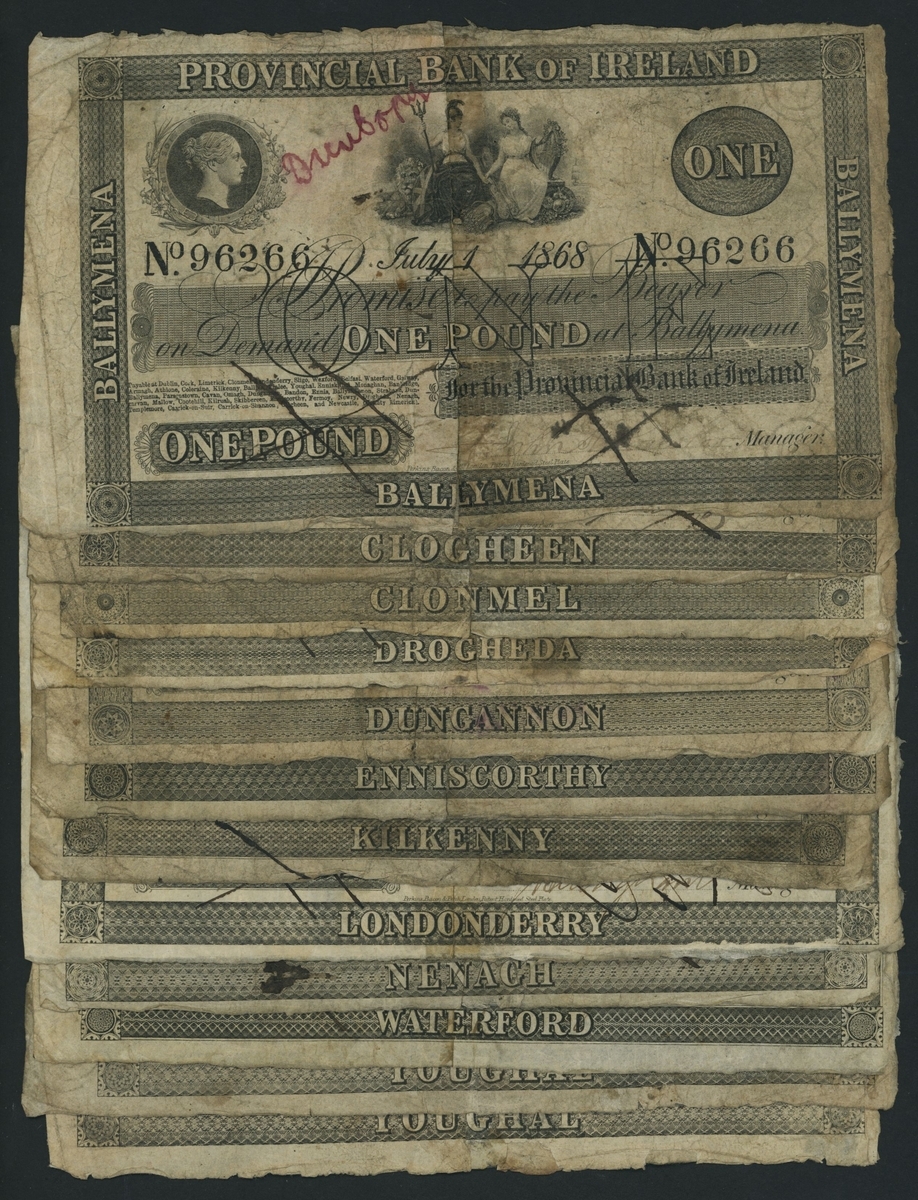 PROVINCIAL BANK OF IRELAND
BALLYMENA
BALLYMENA
ONE
No. 96266 July 1 1868 No. 96266
I Promise to pay the Bearer
on Demand ONE POUND at Ballymena
For the Provincial Bank of Ireland
ONE POUND
Manager.
BALLYMENA
CLOGHEEN
CLONMEL
DROGHEDA
DUNGANNON
ENNISCORTHY
KILKENNY
LONDONDERRY
NENAGH
WATERFORD
YOUGHAL
YOUGHAL